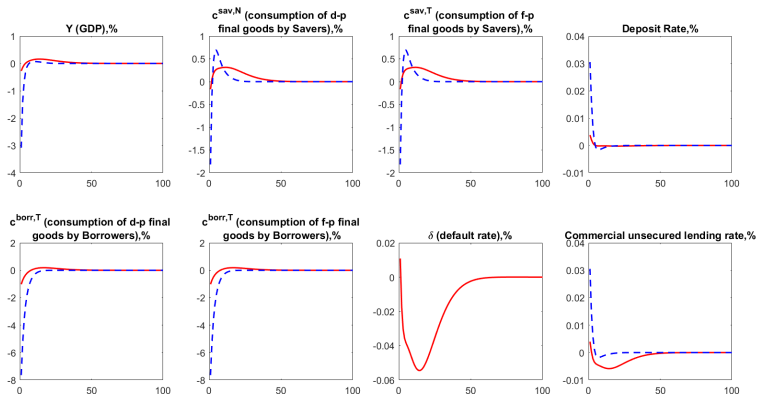 Y (GDP),%
1
0
-1
-2
-3
-4
0 50 100
c^sav,N (consumption of d-p
final goods by Savers),%
1
0.5
0
-0.5
-1
-1.5
-2
0 50 100
c^sav,T (consumption of f-p
final goods by Savers),%
1
0.5
0
-0.5
-1
-1.5
-2
0 50 100
Deposit Rate,%
0.04
0.03
0.02
0.01
0
-0.01
0 50 100
c^borr,T (consumption of d-p final
goods by Borrowers),%
2
0
-2
-4
-6
-8
0 50 100
c^borr,T (consumption of f-p final
goods by Borrowers),%
2
0
-2
-4
-6
-8
0 50 100
δ (default rate),%
0.02
0
-0.02
-0.04
-0.06
0 50 100
Commercial unsecured lending rate,%
0.04
0.03
0.02
0.01
0
-0.01
0 50 100